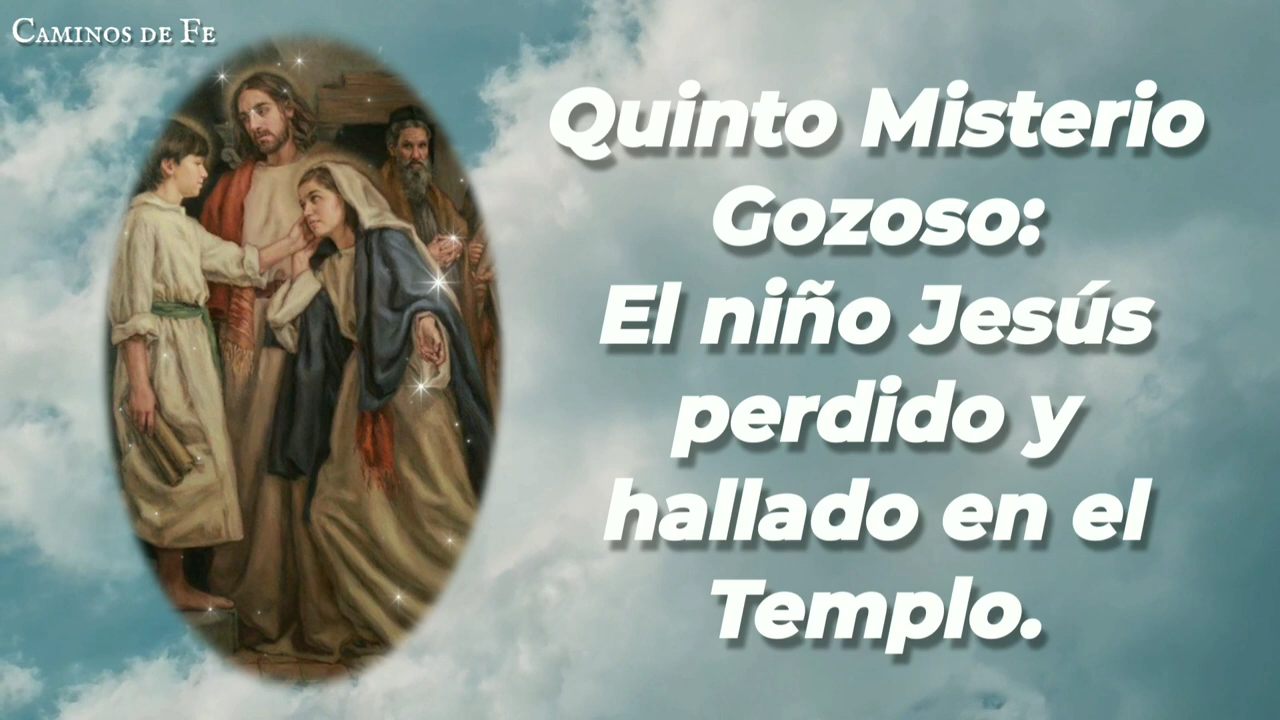 Caminos de Fe
Quinto Misterio
Gozoso:
El niño Jesús
perdido y
hallado en el
Templo.